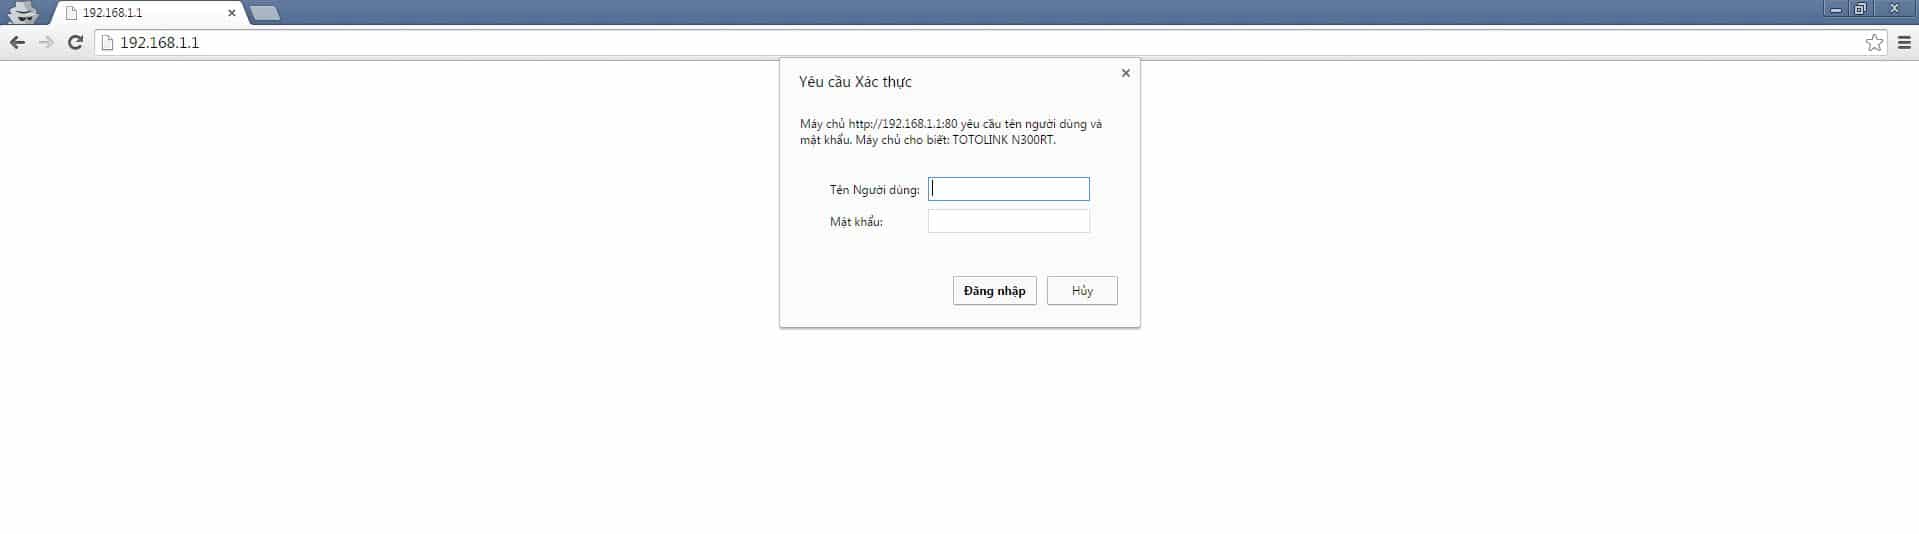 192.168.1.1
192.168.1.1
Yêu cầu Xác thực
Máy chủ http://192.168.1.1:80 yêu cầu tên người dùng và
mật khẩu. Máy chủ cho biết: TOTOLINK N300RT.
Tên Người dùng:
Mật khẩu:
Đăng nhập Hủy